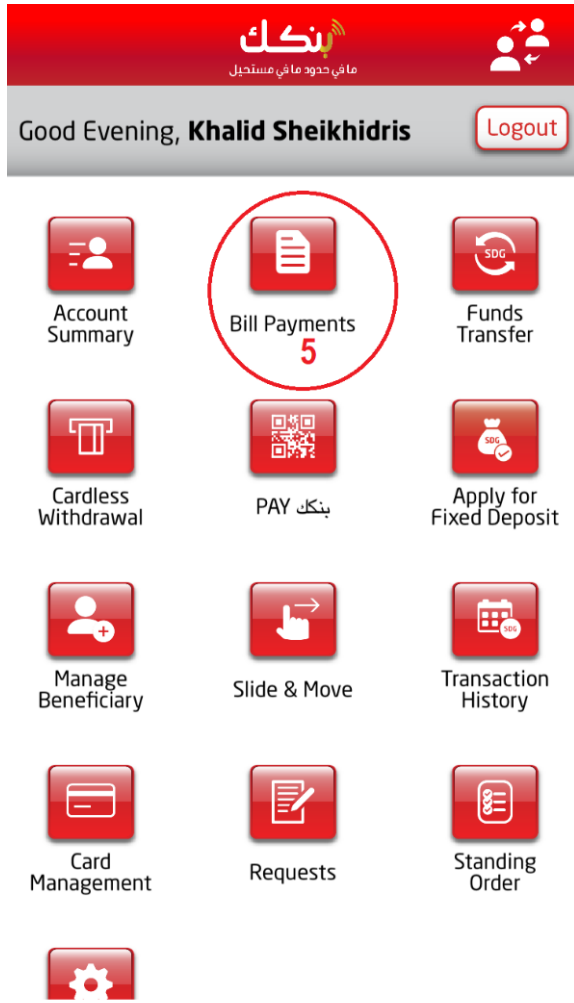 بنكك
ما في حدود ما في مستحيل
Good Evening, Khalid Sheikhidris
Logout
Account
Summary
Bill Payments
5
SDG
Funds
Transfer
Cardless
Withdrawal
بنكك PAY
SDG
Apply for
Fixed Deposit
Manage
Beneficiary
Slide & Move
SDG
Transaction
History
Card
Management
Requests
Standing
Order